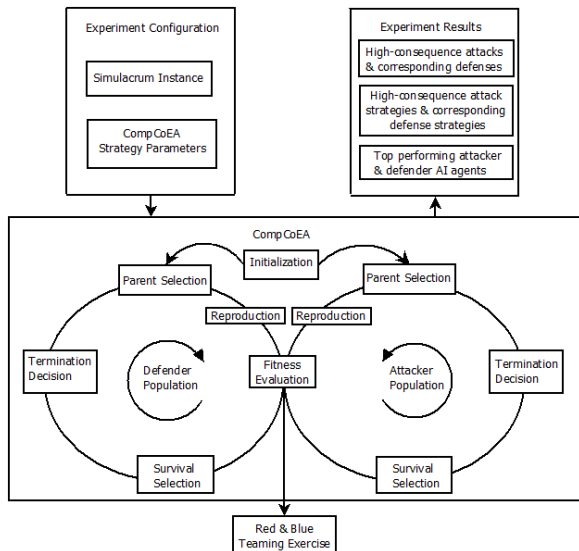 Experiment Configuration
Simulacrum Instance
CompCoEA
Strategy Parameters
Experiment Results
High-consequence attacks
& corresponding defenses
High-consequence attack
strategies & corresponding
defense strategies
Top performing attacker
& defender AI agents
CompCoEA
Initialization
Parent Selection
Parent Selection
Reproduction
Reproduction
Termination
Decision
Defender
Population
Fitness
Evaluation
Attacker
Population
Termination
Decision
Survival
Selection
Survival
Selection
Red & Blue
Teaming Exercise